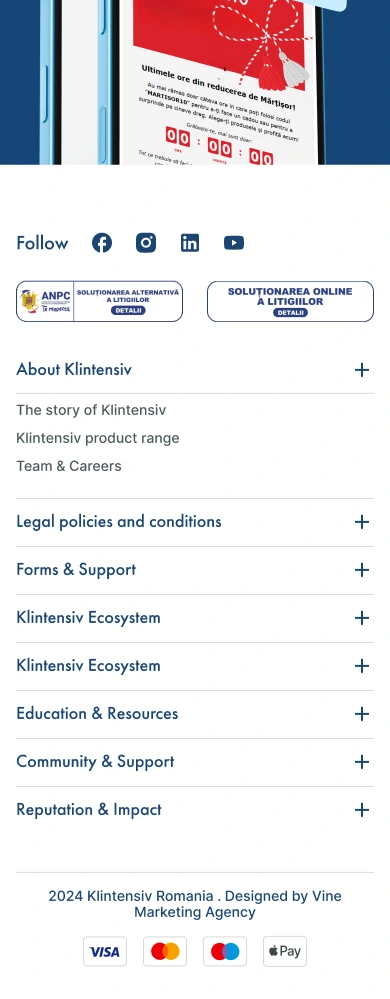 10
Ultimele ore din reducerea de Mărțișor!
Au mai rămas doar câteva ore în care poți folosi codul
"MARTISOR10" pentru a-ți face un cadou sau pentru a
surprinde pe cineva drag. Alege-ți produsele și profită acum!
Grăbește-te, mai sunt doar:
00 : 00 : 00
ORE MINUTE
Follow
ANPC
SOLUȚIONAREA ALTERNATIVĂ
A LITIGIILOR
DETALII
SOLUȚIONAREA ONLINE
A LITIGIILOR
DETALII
About Klintensiv
The story of Klintensiv
Klintensiv product range
Team & Careers
Legal policies and conditions
Forms & Support
Klintensiv Ecosystem
Klintensiv Ecosystem
Education & Resources
Community & Support
Reputation & Impact
2024 Klintensiv Romania . Designed by Vine
Marketing Agency
VISA
Pay